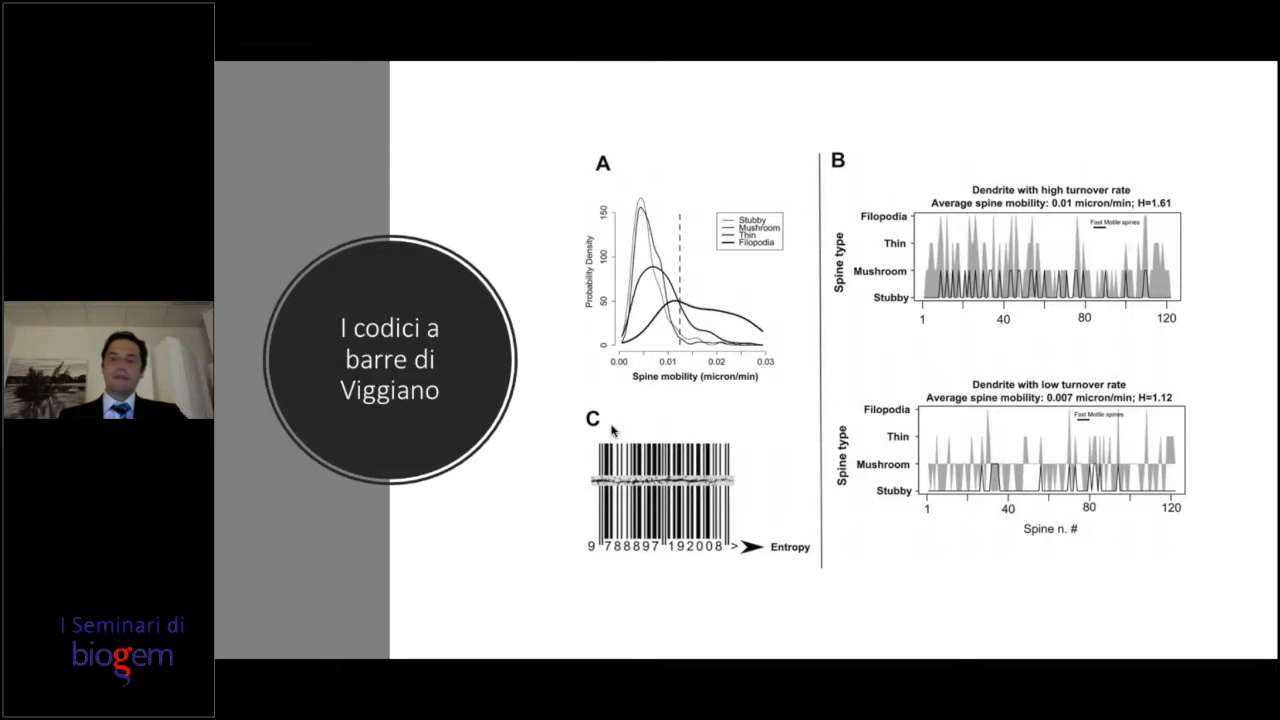 I codici a
barre di
Viggiano
A
Probability Density
150
100
50
0
Stubby
Mushroom
Thin
Filopodia
0.00
0.01
0.02
0.03
Spine mobility (micron/min)
B
Dendrite with high turnover rate
Average spine mobility: 0.01 micron/min; H=1.61
Spine type
Filopodia
Thin
Mushroom
Stubby
Fast Motile spines
1
40
80
120
Dendrite with low turnover rate
Average spine mobility: 0.007 micron/min; H=1.12
Spine type
Filopodia
Thin
Mushroom
Stubby
Fast Motile spines
1
40
80
120
Spine n. #
C
9 788897 192008 >
Entropy
I Seminari di
biogem